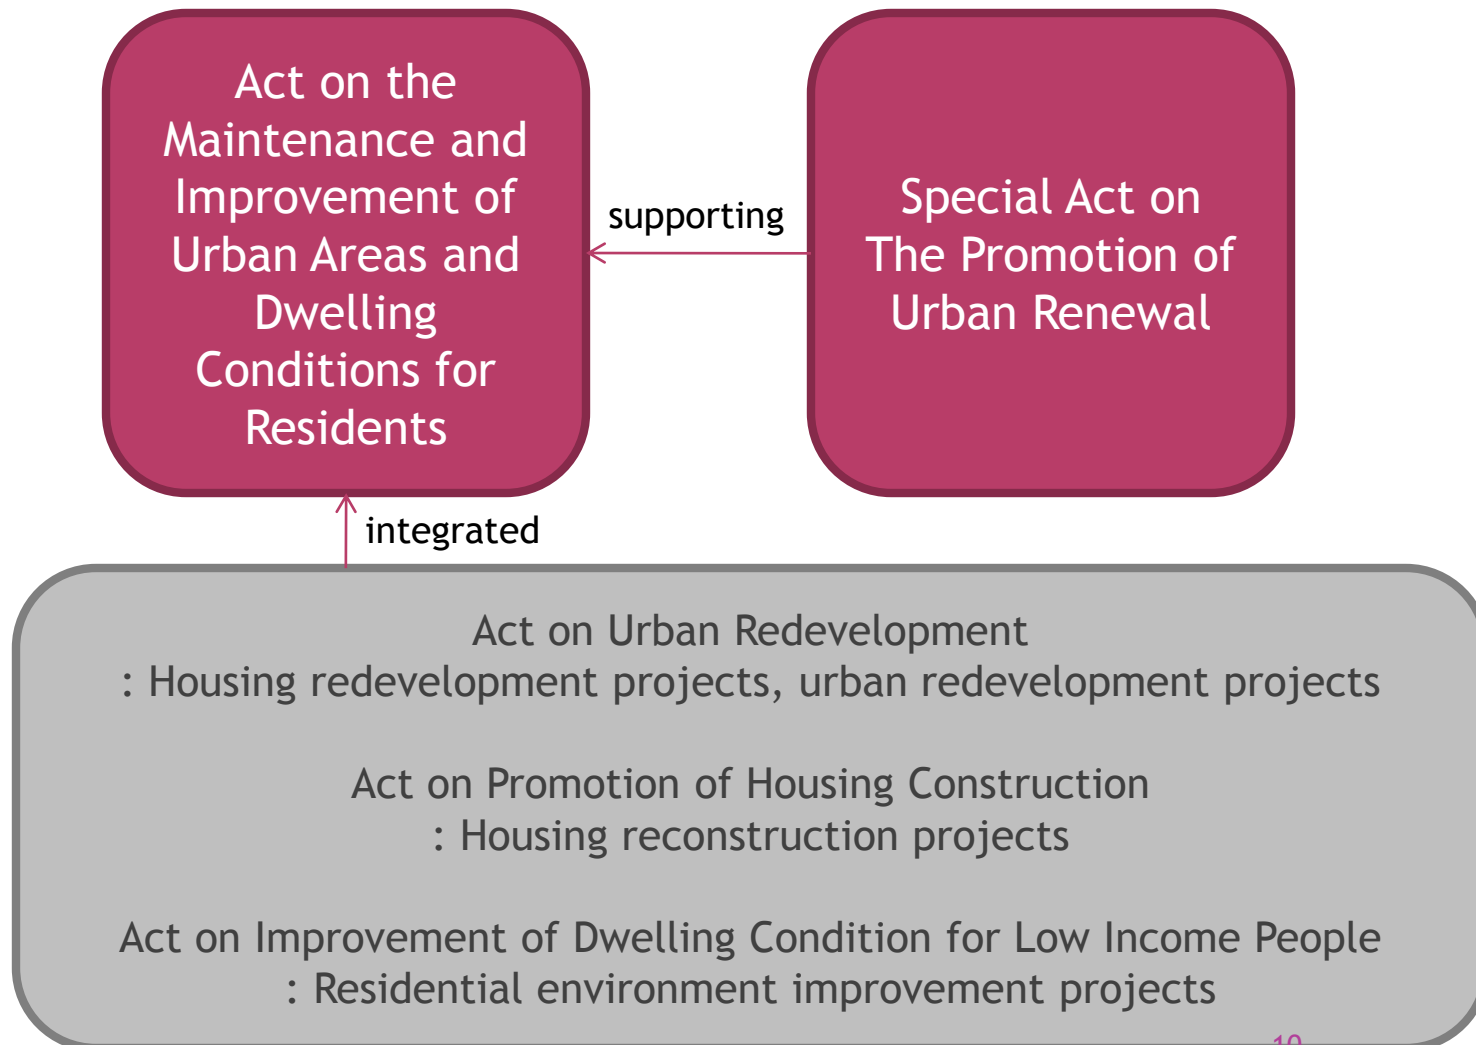 Act on the
Maintenance and
Improvement of
Urban Areas and
Dwelling
Conditions for
Residents
supporting
Special Act on
The Promotion of
Urban Renewal
integrated
Act on Urban Redevelopment
: Housing redevelopment projects, urban redevelopment projects
Act on Promotion of Housing Construction
: Housing reconstruction projects
Act on Improvement of Dwelling Condition for Low Income People
: Residential environment improvement projects